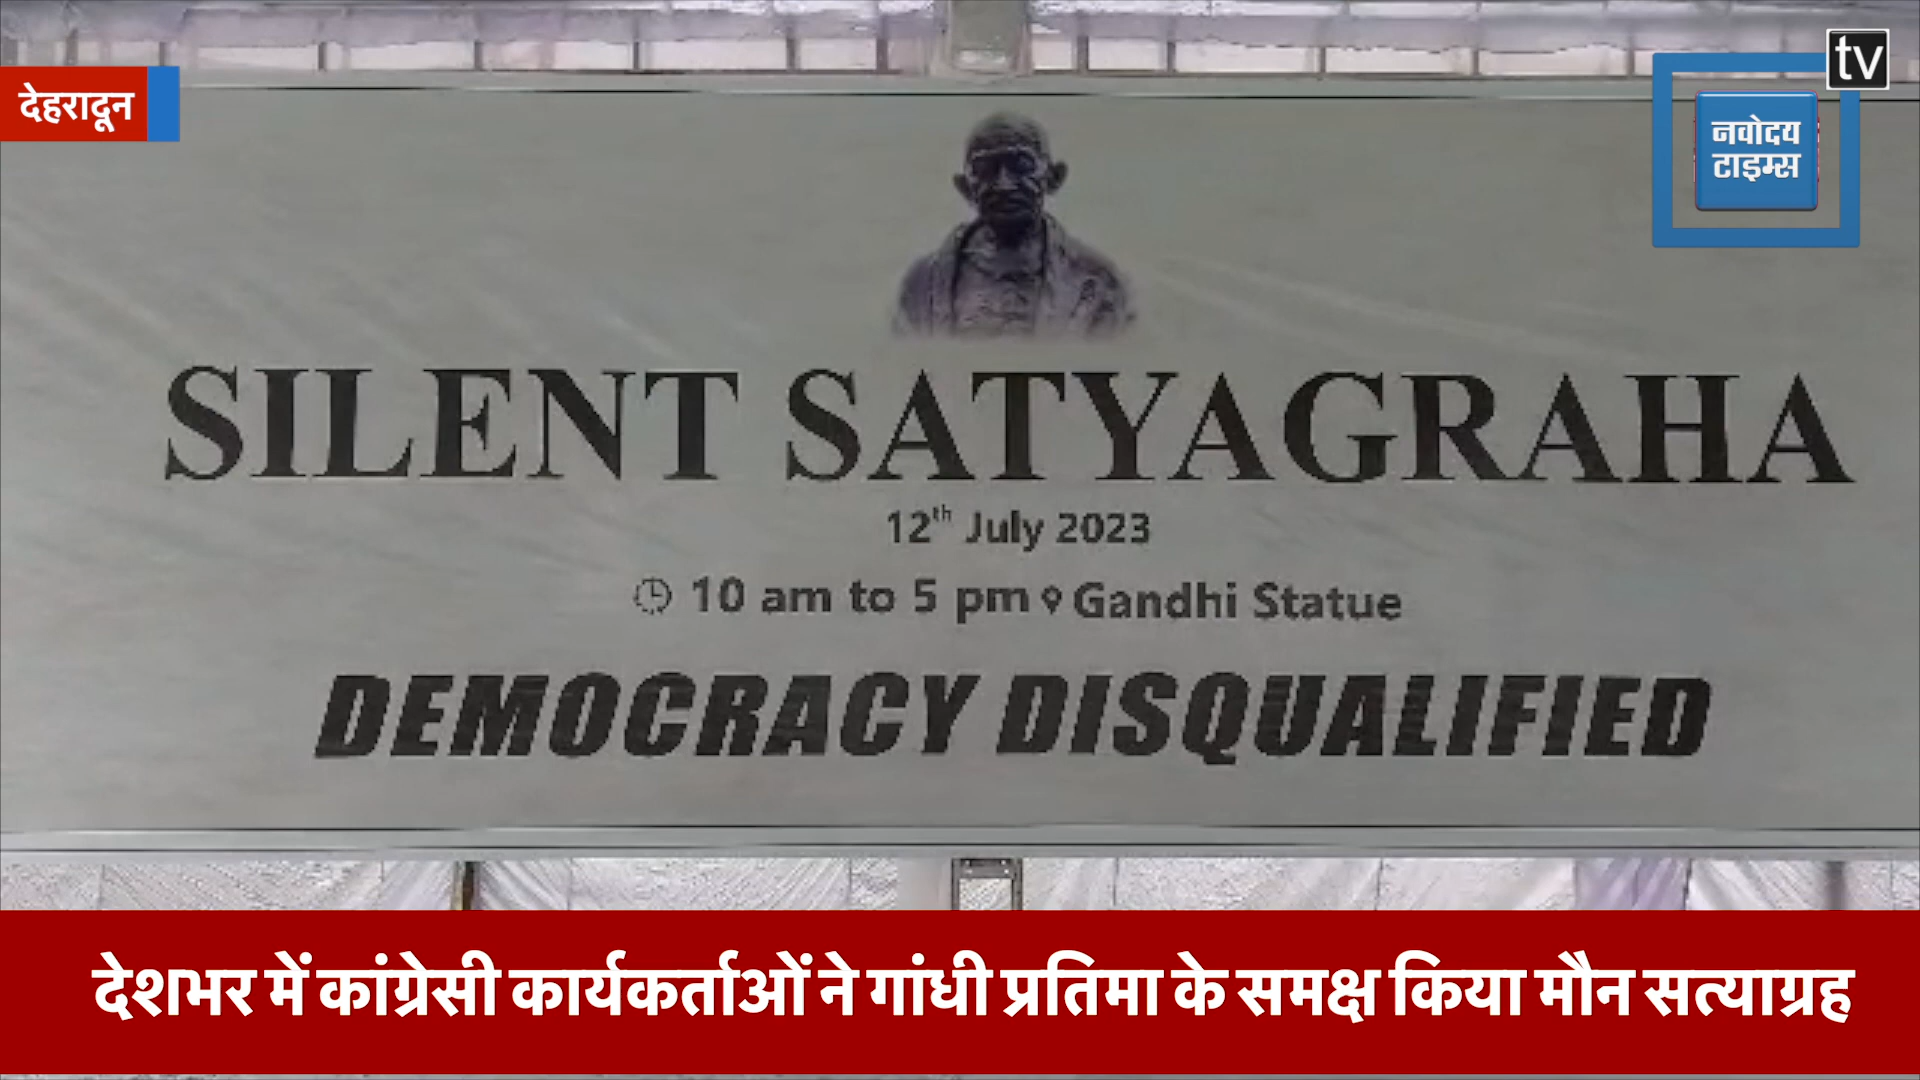 tv
देहरादून
नवोदय
टाइम्स
SILENT SATYAGRAHA
12th July 2023
10 am to 5 pm Gandhi Statue
DEMOCRACY DISQUALIFIED
देशभर में कांग्रेसी कार्यकर्ताओं ने गांधी प्रतिमा के समक्ष किया मौन सत्याग्रह